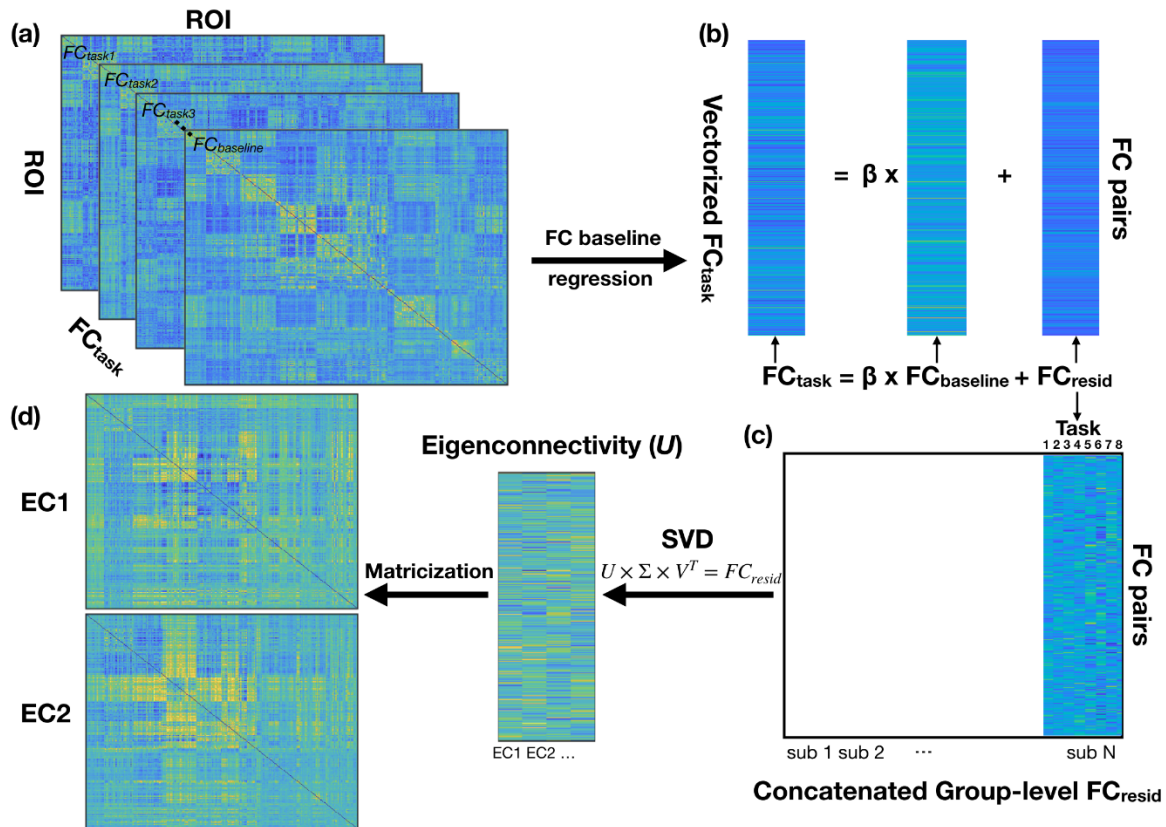 (a)
ROI
ROI
FCtask1
FCtask2
FCtask3
FCbaseline
FCtask
FC baseline
regression
(b)
Vectorized FCtask
= β x
+
FC pairs
FCtask = β x FCbaseline + FCresid
(c)
Task
1 2 3 4 5 6 7 8
FC pairs
sub 1 sub 2 ... sub N
Concatenated Group-level FCresid
SVD
U × Σ × V^T = FCresid
Eigenconnectivity (U)
EC1 EC2 ...
Matricization
(d)
EC1
EC2